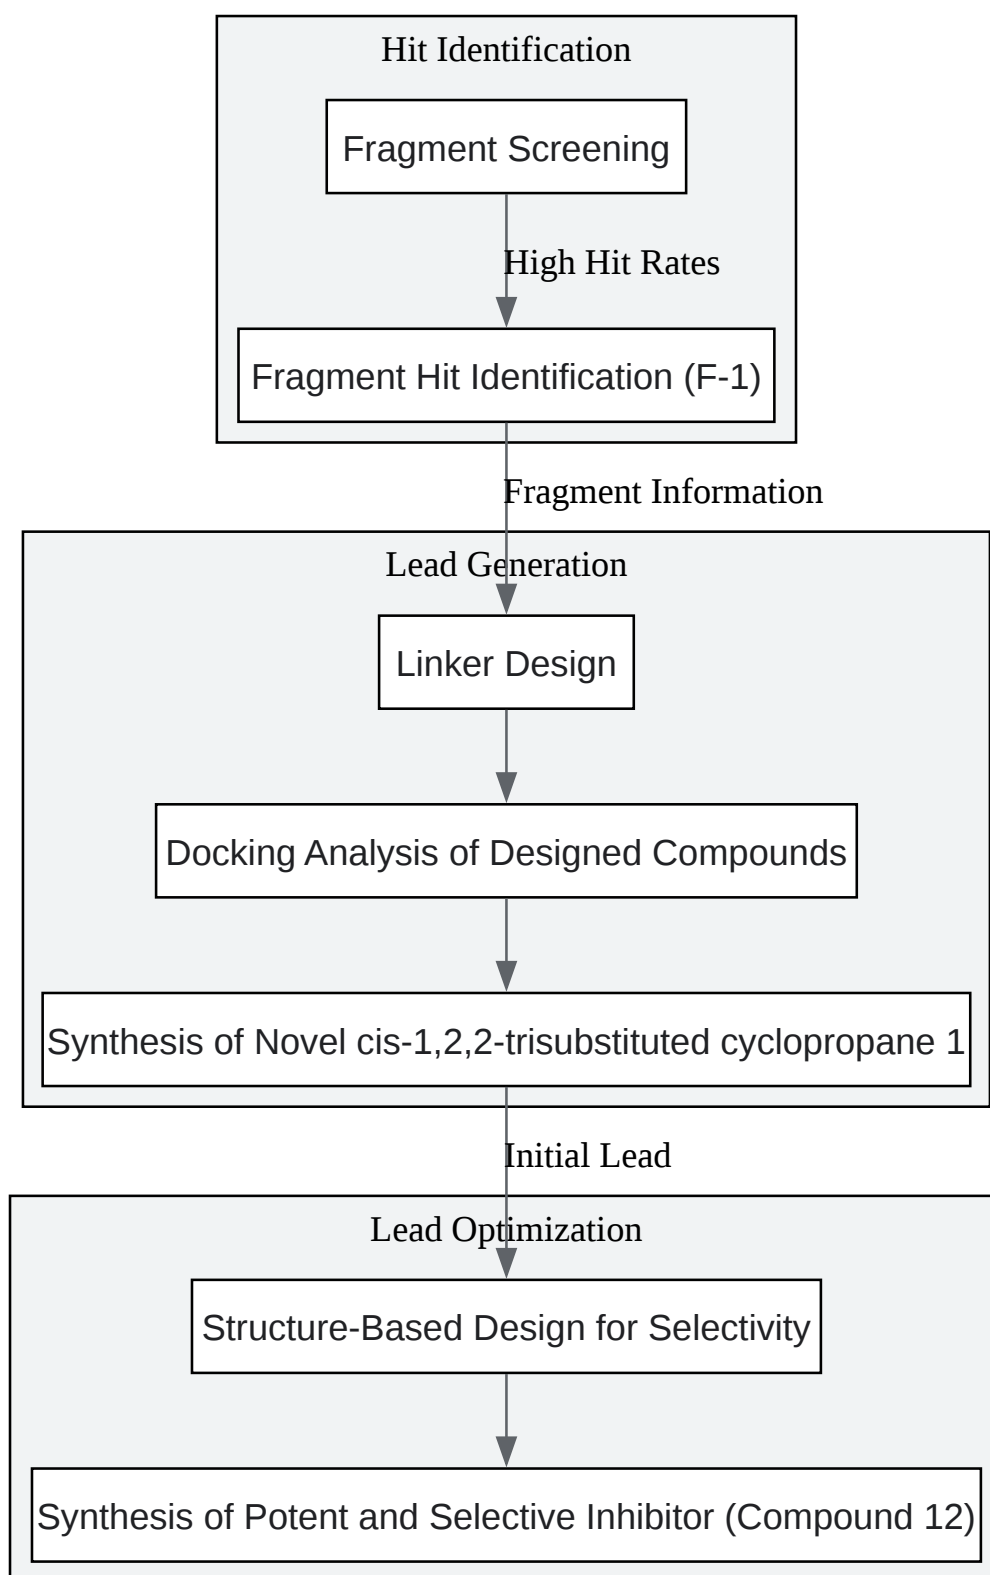 Hit Identification
Fragment Screening
High Hit Rates
Fragment Hit Identification (F-1)
Fragment Information
Lead Generation
Linker Design
Docking Analysis of Designed Compounds
Synthesis of Novel cis-1,2,2-trisubstituted cyclopropane 1
Initial Lead
Lead Optimization
Structure-Based Design for Selectivity
Synthesis of Potent and Selective Inhibitor (Compound 12)